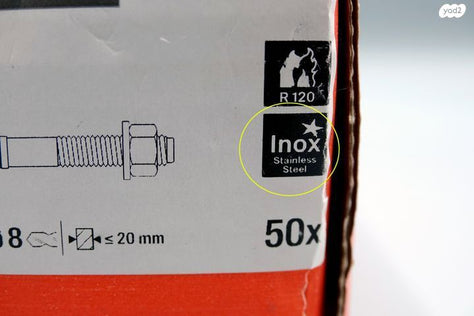 yad2
R 120
Inox
Stainless
Steel
8 ≤ 20 mm
50x